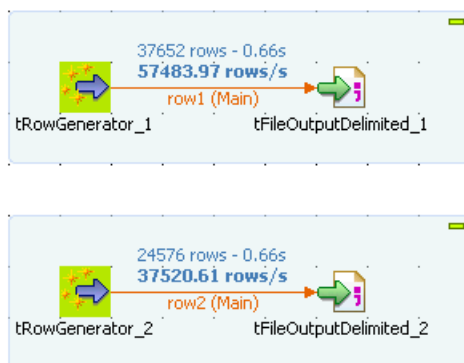 37652 rows - 0.66s
57483.97 rows/s
row1 (Main)
tRowGenerator_1 tFileOutputDelimited_1
24576 rows - 0.66s
37520.61 rows/s
row2 (Main)
tRowGenerator_2 tFileOutputDelimited_2